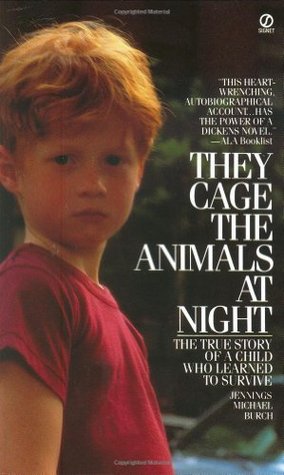 SIGNET
"THIS HEART-
WRENCHING,
AUTOBIOGRAPHICAL
ACCOUNT...HAS
THE POWER OF A
DICKENS NOVEL."
—ALA Booklist
THEY
CAGE
THE
ANIMALS
AT
NIGHT
THE TRUE STORY
OF A CHILD
WHO LEARNED
TO SURVIVE
JENNINGS
MICHAEL
BURCH